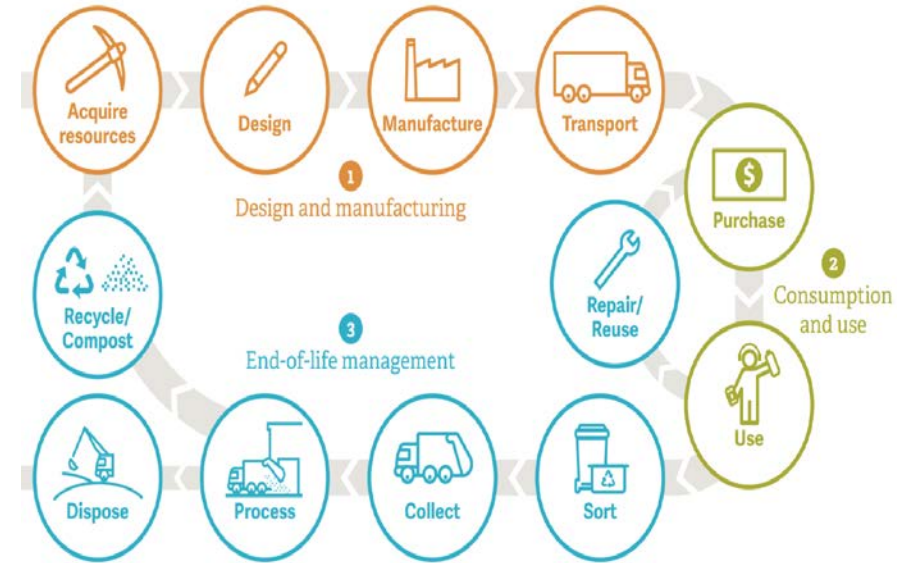 Acquire
resources
Design
Manufacture
Transport
1
Design and manufacturing
$
Purchase
2
Consumption
and use
Repair/
Reuse
Use
Recycle/
Compost
3
End-of-life management
Dispose
Process
Collect
Sort